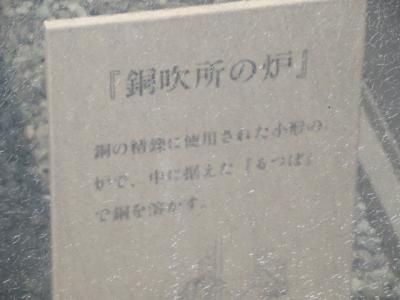 『銅吹所の炉』
銅の精錬に使用された小形の
炉で、中に据えた『るつぼ』
で銅を溶かす。